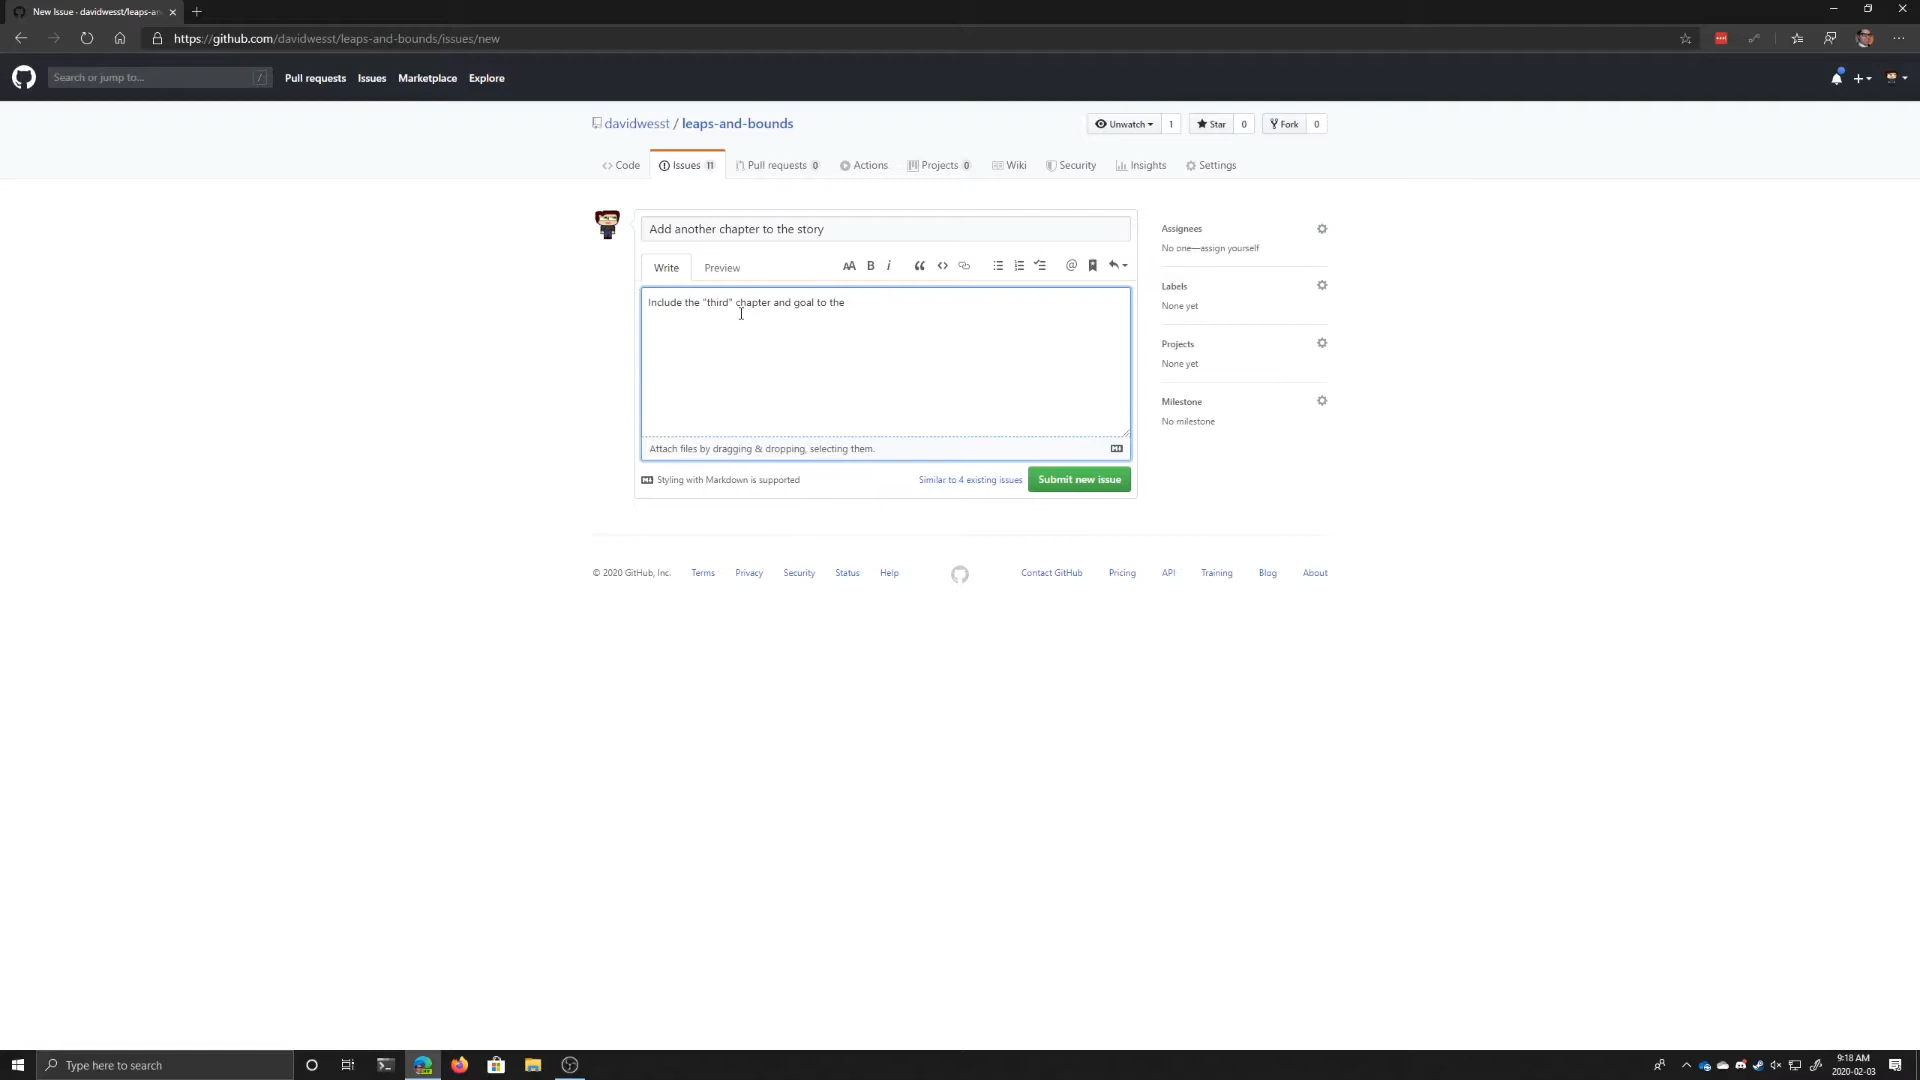 New Issue · davidwesst/leaps-an
https://github.com/davidwesst/leaps-and-bounds/issues/new
Search or jump to... /
Pull requests Issues Marketplace Explore
davidwesst / leaps-and-bounds
Unwatch 1 Star 0 Fork 0
Code Issues 11 Pull requests 0 Actions Projects 0 Wiki Security Insights Settings
Add another chapter to the story
Write Preview AA B i
Include the "third" chapter and goal to the
Attach files by dragging & dropping, selecting them.
Styling with Markdown is supported Similar to 4 existing issues Submit new issue
Assignees
No one—assign yourself
Labels
None yet
Projects
None yet
Milestone
No milestone
© 2020 GitHub, Inc. Terms Privacy Security Status Help Contact GitHub Pricing API Training Blog About
Type here to search
9:18 AM
2020-02-03